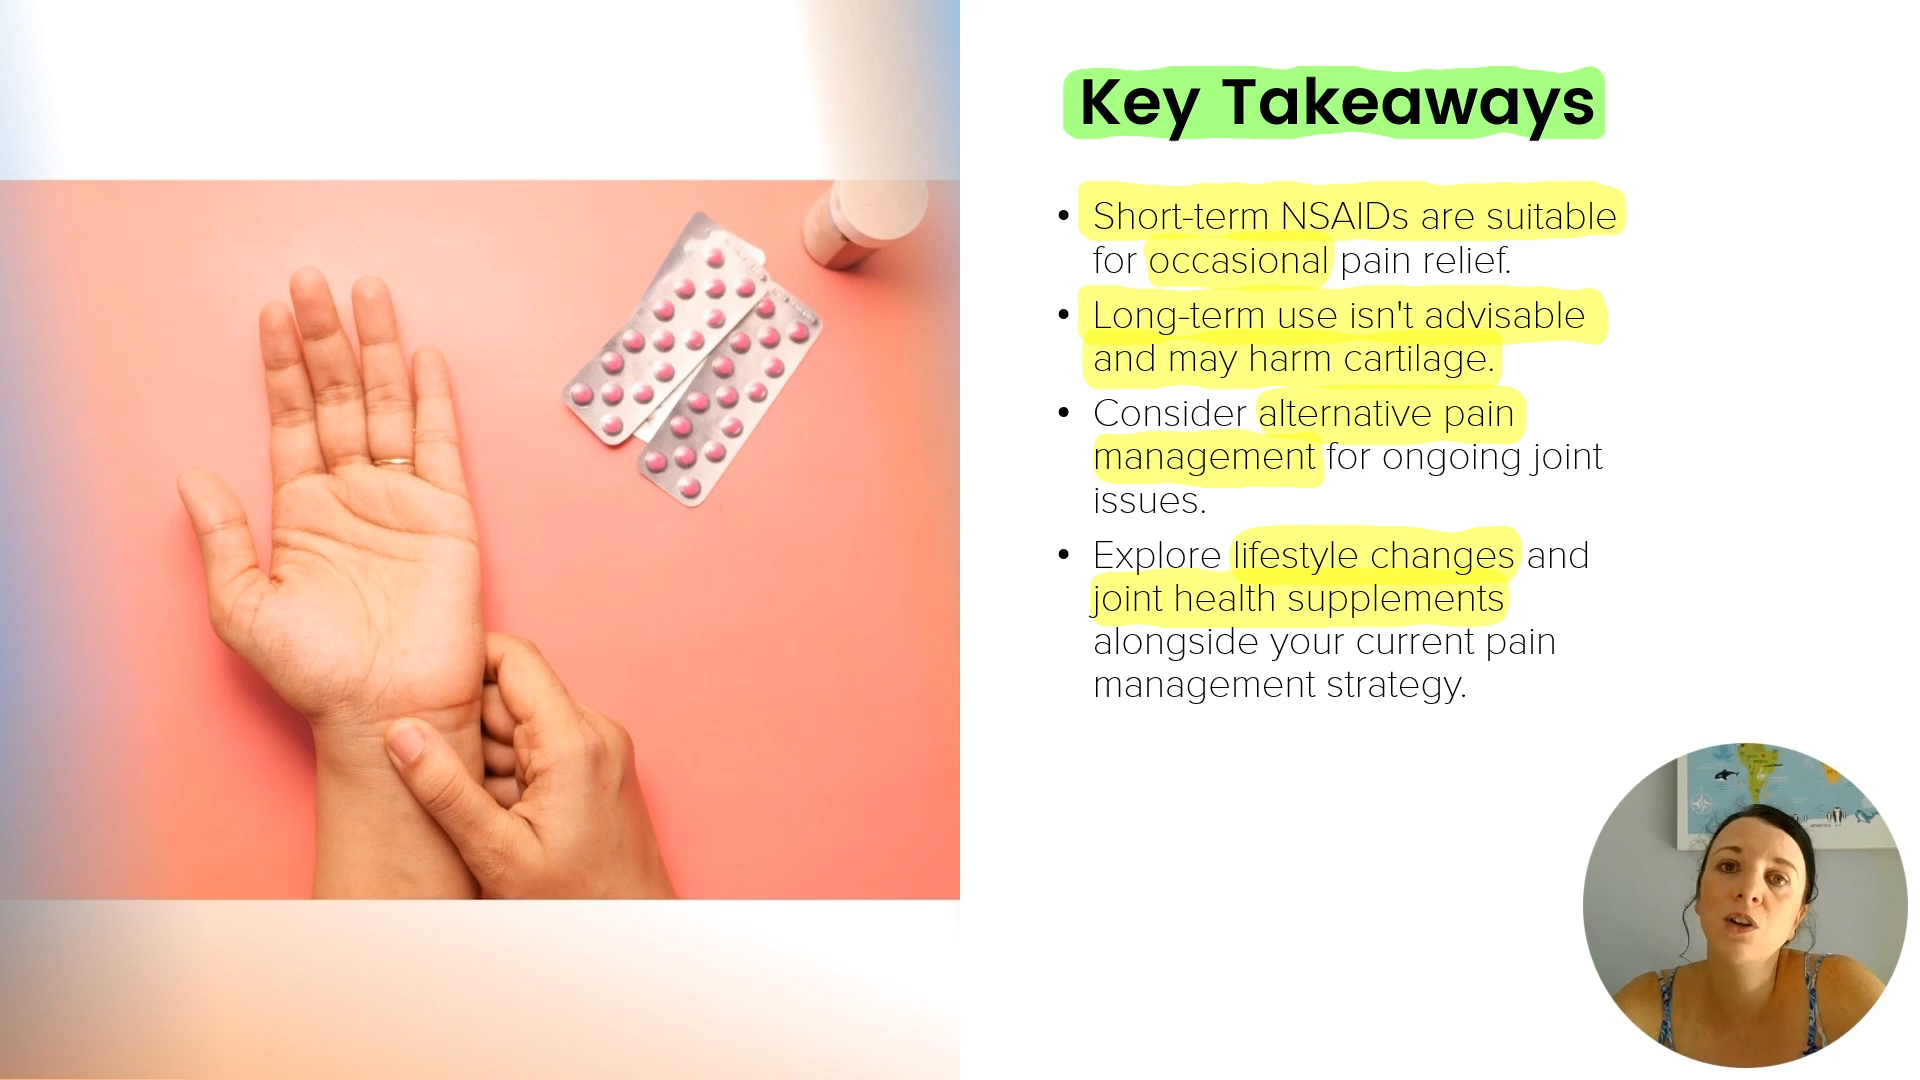 Key Takeaways
• Short-term NSAIDs are suitable
for occasional pain relief.
• Long-term use isn't advisable
and may harm cartilage.
• Consider alternative pain
management for ongoing joint
issues.
• Explore lifestyle changes and
joint health supplements
alongside your current pain
management strategy.